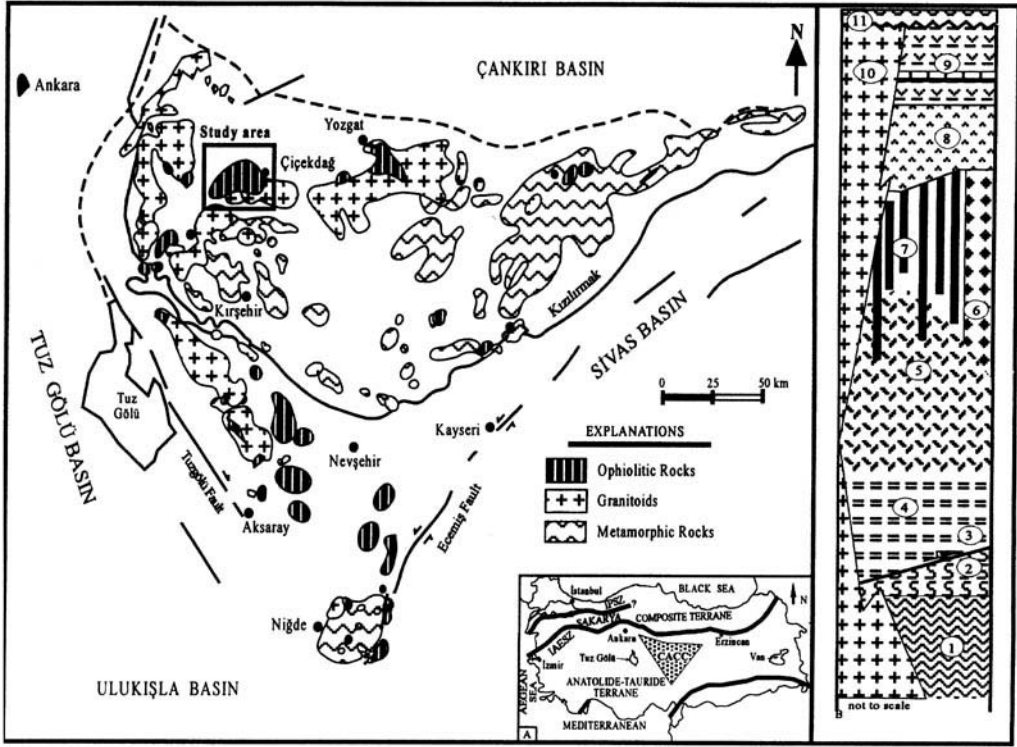 ÇANKIRI BASIN
N
Ankara
Study area
Yozgat
Çiçekdağ
Kırşehir
Kızılırmak
SİVAS BASIN
TUZ GÖLÜ BASIN
Tuz
Gölü
0 25 50 km
Kayseri
Nevşehir
Tuzgölü Fault
Aksaray
Ecemiş Fault
EXPLANATIONS
Ophiolitic Rocks
Granitoids
Metamorphic Rocks
Niğde
ULUKIŞLA BASIN
İstanbul
BLACK SEA
N
IPSZ ?
SAKARYA COMPOSITE TERRANE
IAESZ
Ankara
Erzincan
İzmir
Tuz Gölü
CACC
Van
ANATOLIDE-TAURIDE
TERRANE
AEGEAN
SEA
MEDITERRANEAN
A
11
10
9
8
7
6
5
4
3
2
1
not to scale
B